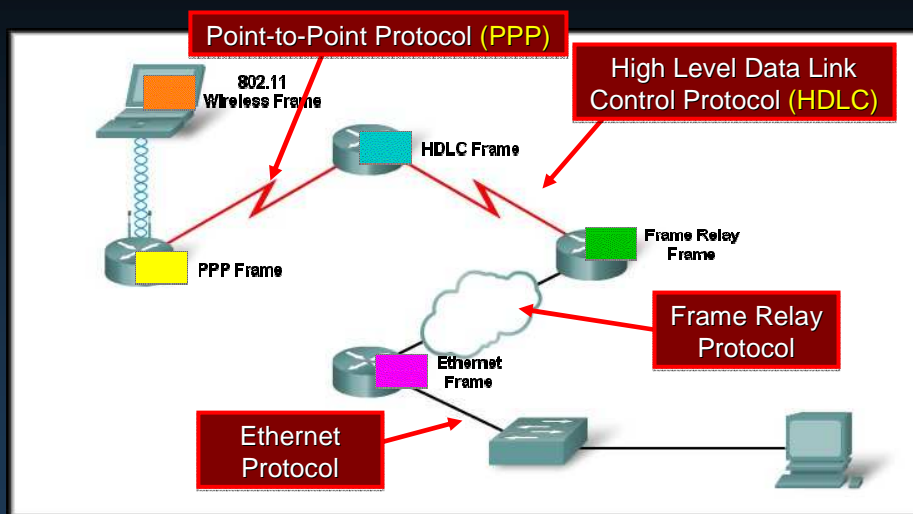 Point-to-Point Protocol (PPP)
High Level Data Link
Control Protocol (HDLC)
802.11
Wireless Frame
HDLC Frame
PPP Frame
Frame Relay
Frame
Frame Relay
Protocol
Ethernet
Frame
Ethernet
Protocol